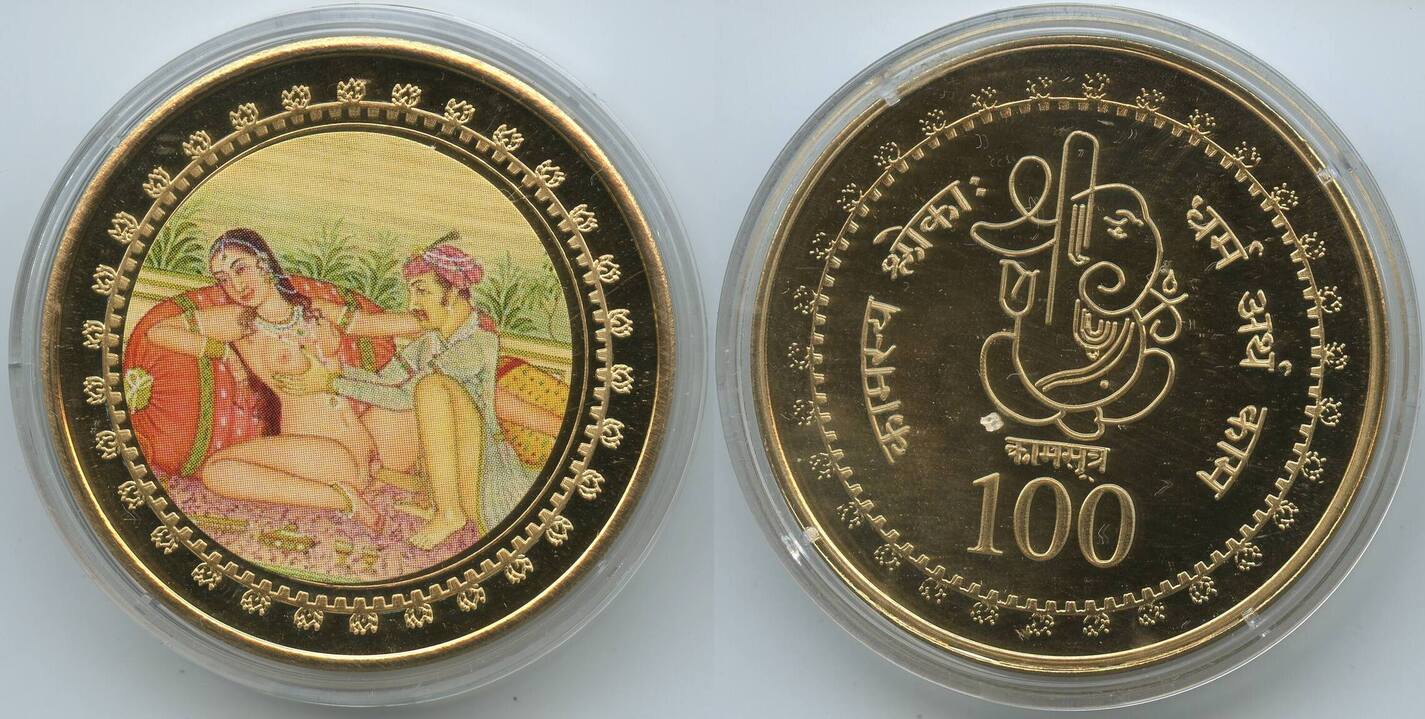 कामस्य श्लोकाः
धर्म अर्थ काम
कामसूत्र
100